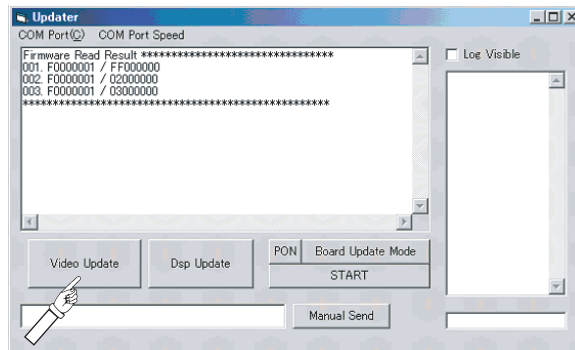 Updater
COM Port(C) COM Port Speed
Firmware Read Result ********************************
001. F0000001 / FF000000
002. F0000001 / 02000000
003. F0000001 / 03000000
***************************************************
Log Visible
Video Update
Dsp Update
PON
Board Update Mode
START
Manual Send